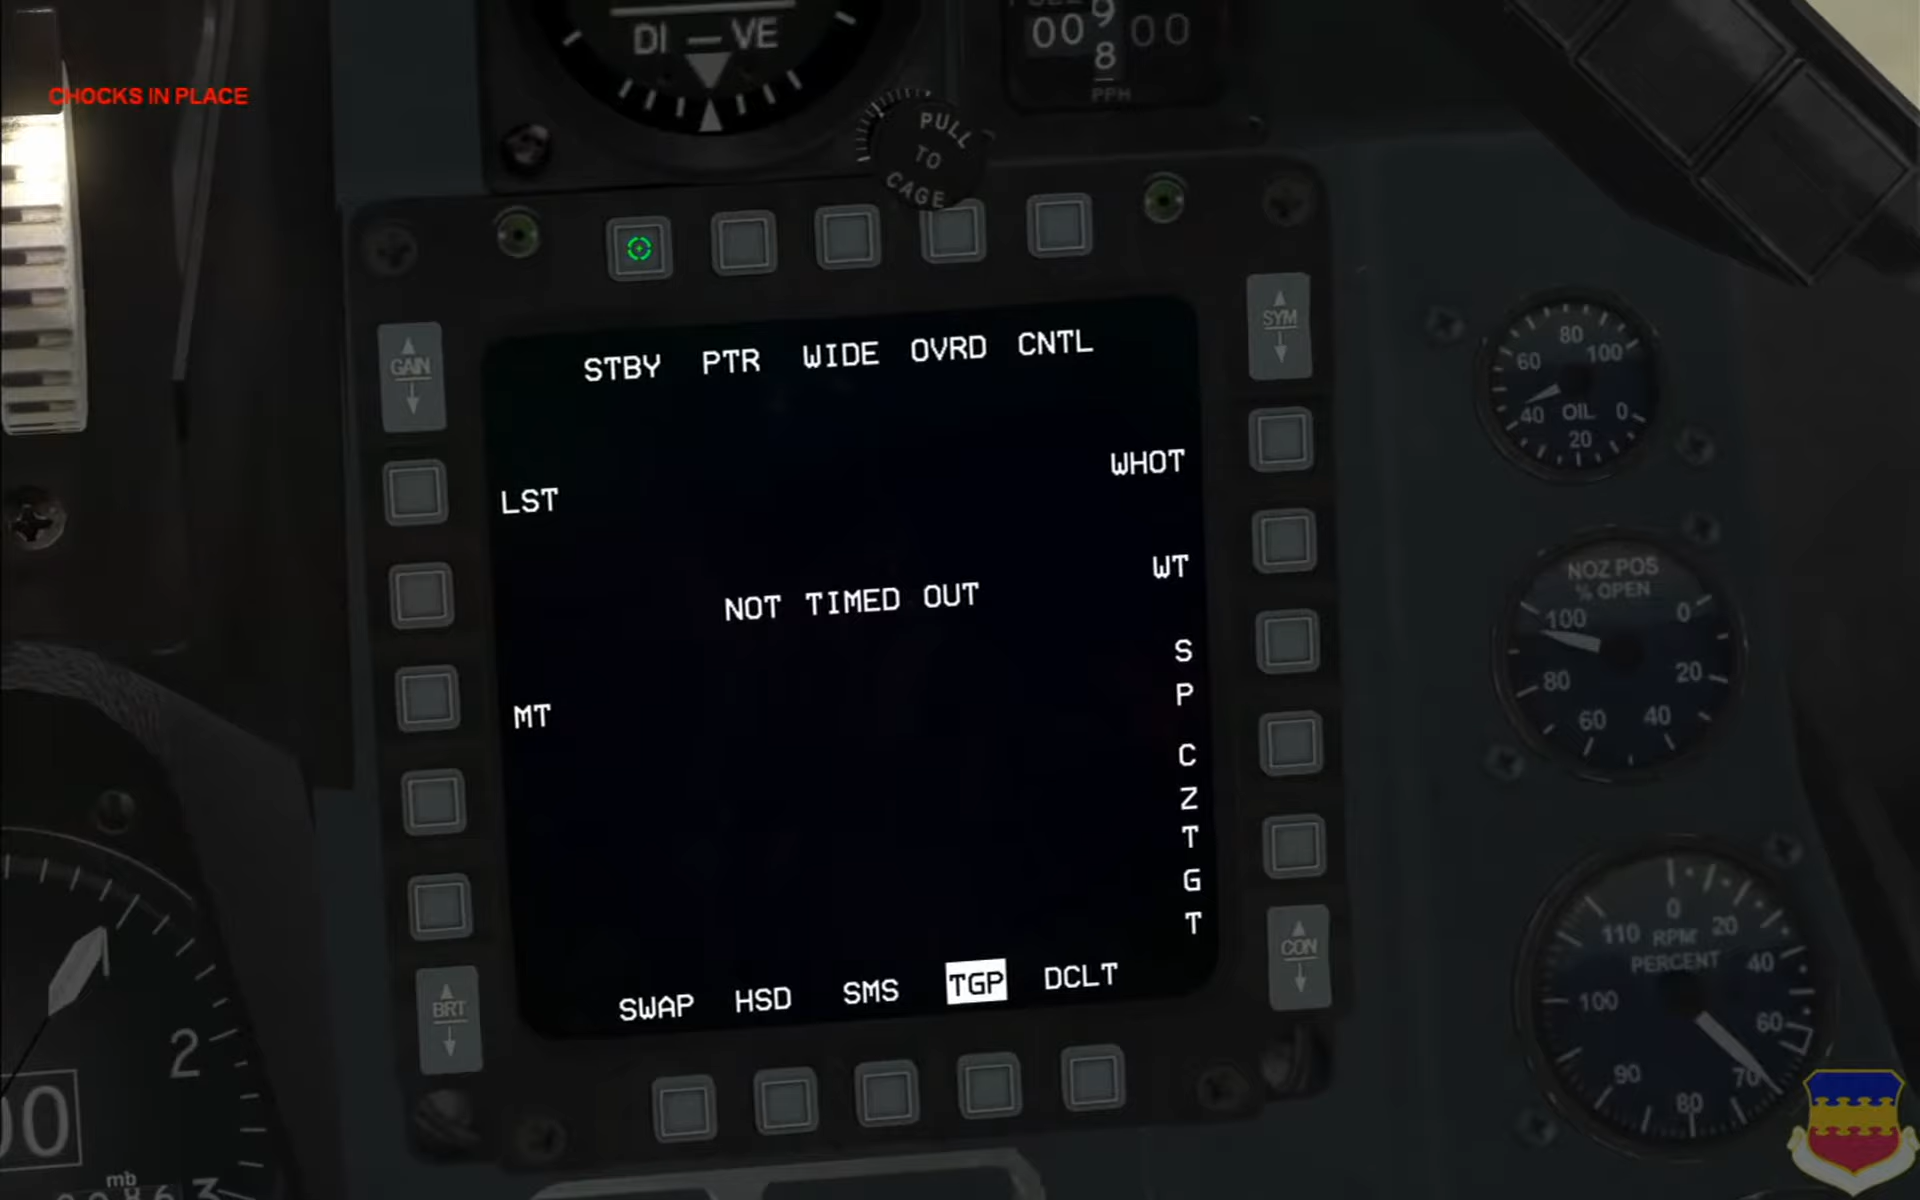 DI VE
00 9 00
8
PPH
CHOCKS IN PLACE
PULL
TO
CAGE
GAIN
SYM
STBY PTR WIDE OVRD CNTL
LST
WHOT
WT
NOT TIMED OUT
MT
S
P
C
Z
T
G
T
SWAP HSD SMS TGP DCLT
BRT
CON
80
60 100
40 OIL 0
20
NOZ POS
% OPEN
100 0
80 20
60 40
0
110 RPM 20
PERCENT 40
100
60
90 70
80
2
00
mb